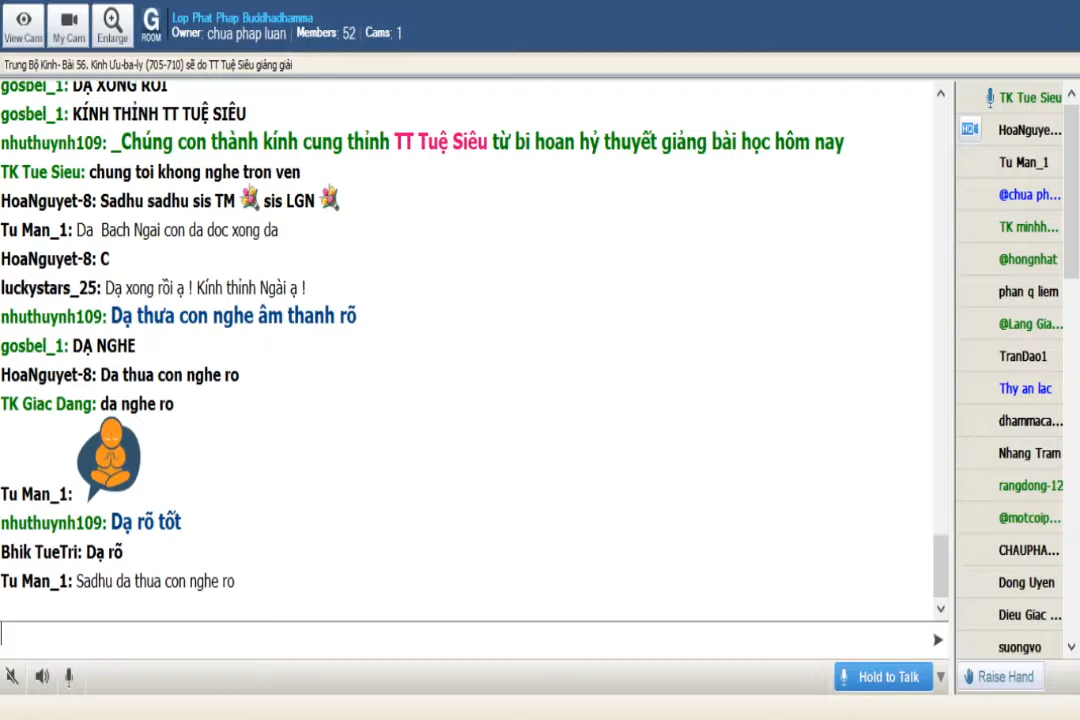 View Cam
My Cam
Enlarge
G ROOM
Lop Phat Phap Buddhadhamma
Owner: chua phap luan | Members: 52 | Cams: 1
Trung Bộ Kinh- Bài 56. Kinh Ưu-ba-ly (705-710) sẽ do TT Tuệ Siêu giảng giải
gosbel_1: DẠ XONG RỒI
gosbel_1: KÍNH THỈNH TT TUỆ SIÊU
nhuthuynh109: _Chúng con thành kính cung thỉnh TT Tuệ Siêu từ bi hoan hỷ thuyết giảng bài học hôm nay
TK Tue Sieu: chung toi khong nghe tron ven
HoaNguyet-8: Sadhu sadhu sis TM sis LGN
Tu Man_1: Da Bach Ngai con da doc xong da
HoaNguyet-8: C
luckystars_25: Dạ xong rồi ạ ! Kính thỉnh Ngài ạ !
nhuthuynh109: Dạ thưa con nghe âm thanh rõ
gosbel_1: DẠ NGHE
HoaNguyet-8: Da thua con nghe ro
TK Giac Dang: da nghe ro
Tu Man_1:
nhuthuynh109: Dạ rõ tốt
Bhik TueTri: Dạ rõ
Tu Man_1: Sadhu da thua con nghe ro
TK Tue Sieu
HD
HoaNguye...
Tu Man_1
@chua ph...
TK minhh...
@hongnhat
phan q liem
@Lang Gia...
TranDao1
Thy an lac
dhammaca...
Nhang Tram
rangdong-12
@motcoip...
CHAUPHA...
Dong Uyen
Dieu Giac ...
suongvo
Hold to Talk
Raise Hand